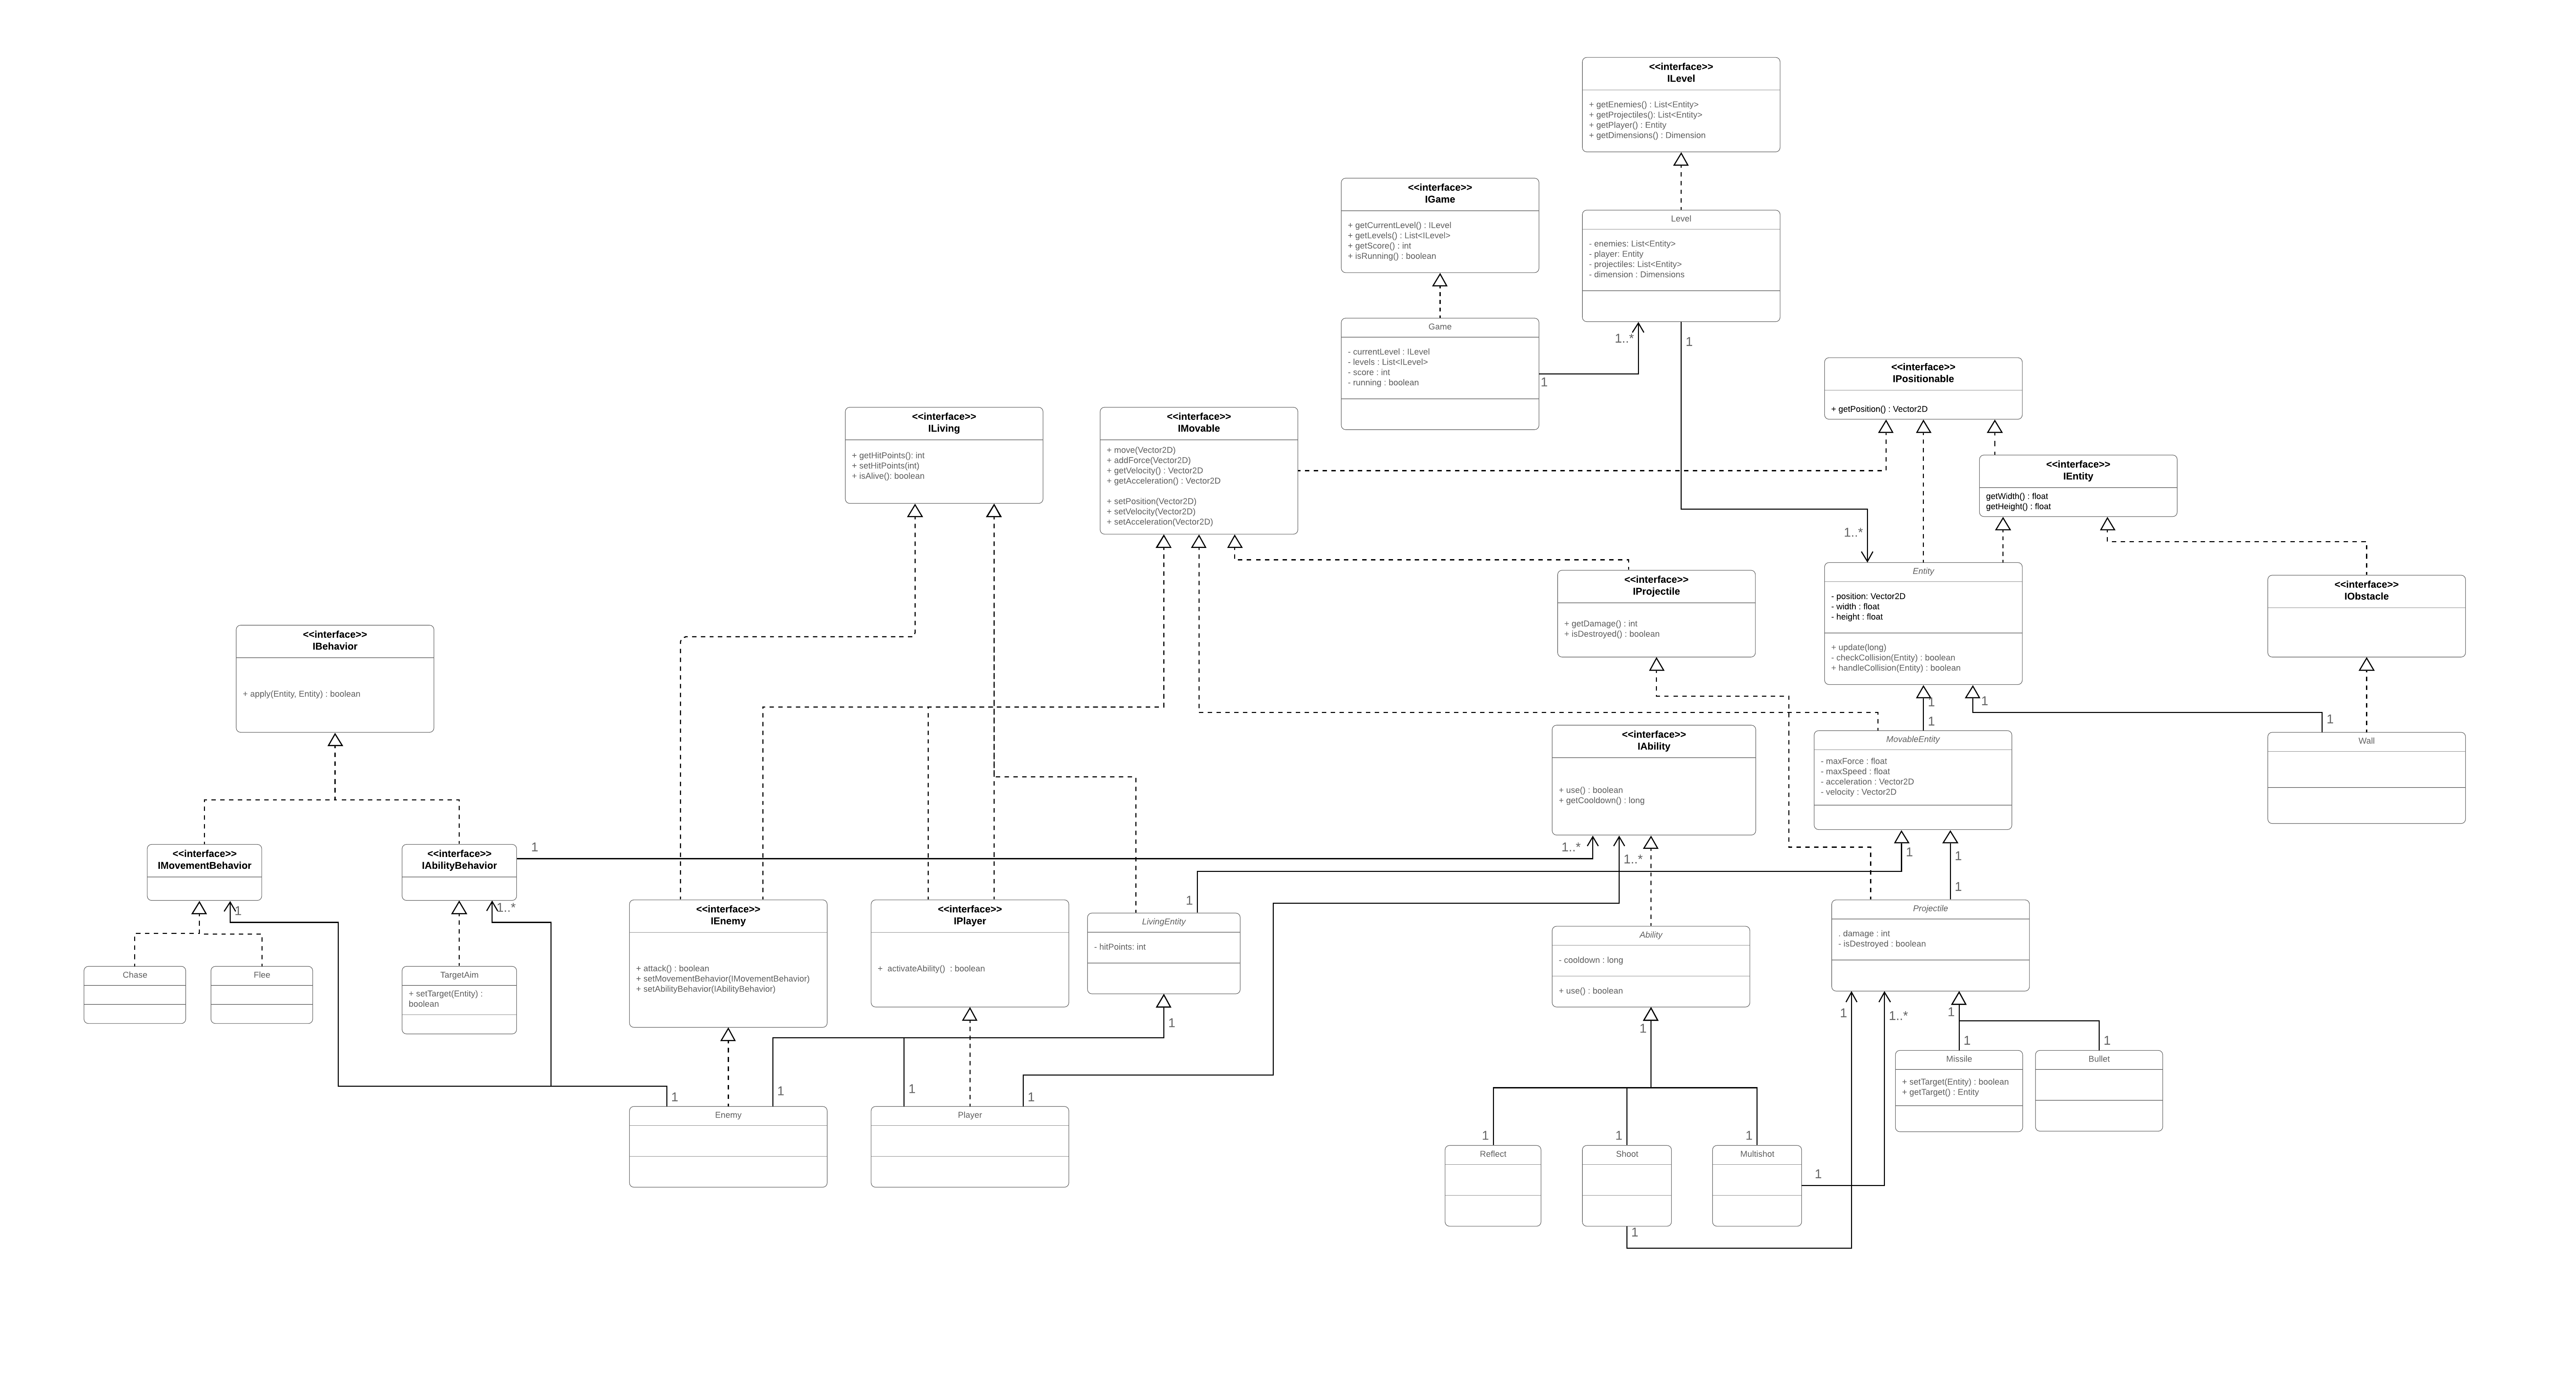 <<interface>>
ILevel
+ getEnemies() : List<Entity>
+ getProjectiles(): List<Entity>
+ getPlayer() : Entity
+ getDimensions() : Dimension
<<interface>>
IGame
+ getCurrentLevel() : ILevel
+ getLevels() : List<ILevel>
+ getScore() : int
+ isRunning() : boolean
Level
- enemies: List<Entity>
- player: Entity
- projectiles: List<Entity>
- dimension : Dimensions
Game
- currentLevel : ILevel
- levels : List<ILevel>
- score : int
- running : boolean
1..*
1
1
<<interface>>
IPositionable
+ getPosition() : Vector2D
<<interface>>
ILiving
+ getHitPoints(): int
+ setHitPoints(int)
+ isAlive(): boolean
<<interface>>
IMovable
+ move(Vector2D)
+ addForce(Vector2D)
+ getVelocity() : Vector2D
+ getAcceleration() : Vector2D
+ setPosition(Vector2D)
+ setVelocity(Vector2D)
+ setAcceleration(Vector2D)
<<interface>>
IEntity
getWidth() : float
getHeight() : float
1..*
<<interface>>
IProjectile
+ getDamage() : int
+ isDestroyed() : boolean
Entity
- position: Vector2D
- width : float
- height : float
+ update(long)
- checkCollision(Entity) : boolean
+ handleCollision(Entity) : boolean
<<interface>>
IObstacle
<<interface>>
IBehavior
+ apply(Entity, Entity) : boolean
1
1
1
1
<<interface>>
IAbility
+ use() : boolean
+ getCooldown() : long
MovableEntity
- maxForce : float
- maxSpeed : float
- acceleration : Vector2D
- velocity : Vector2D
Wall
<<interface>>
IMovementBehavior
<<interface>>
IAbilityBehavior
1
1..*
1..*
1
1
1
1
1
1..*
<<interface>>
IEnemy
+ attack() : boolean
+ setMovementBehavior(IMovementBehavior)
+ setAbilityBehavior(IAbilityBehavior)
<<interface>>
IPlayer
+  activateAbility()  : boolean
LivingEntity
- hitPoints: int
Ability
- cooldown : long
+ use() : boolean
Projectile
. damage : int
- isDestroyed : boolean
Chase
Flee
TargetAim
+ setTarget(Entity) :
boolean
1
1
1
1..*
1
1
1
Missile
+ setTarget(Entity) : boolean
+ getTarget() : Entity
Bullet
1
1
1
1
Enemy
Player
1
1
1
Reflect
Shoot
Multishot
1
1